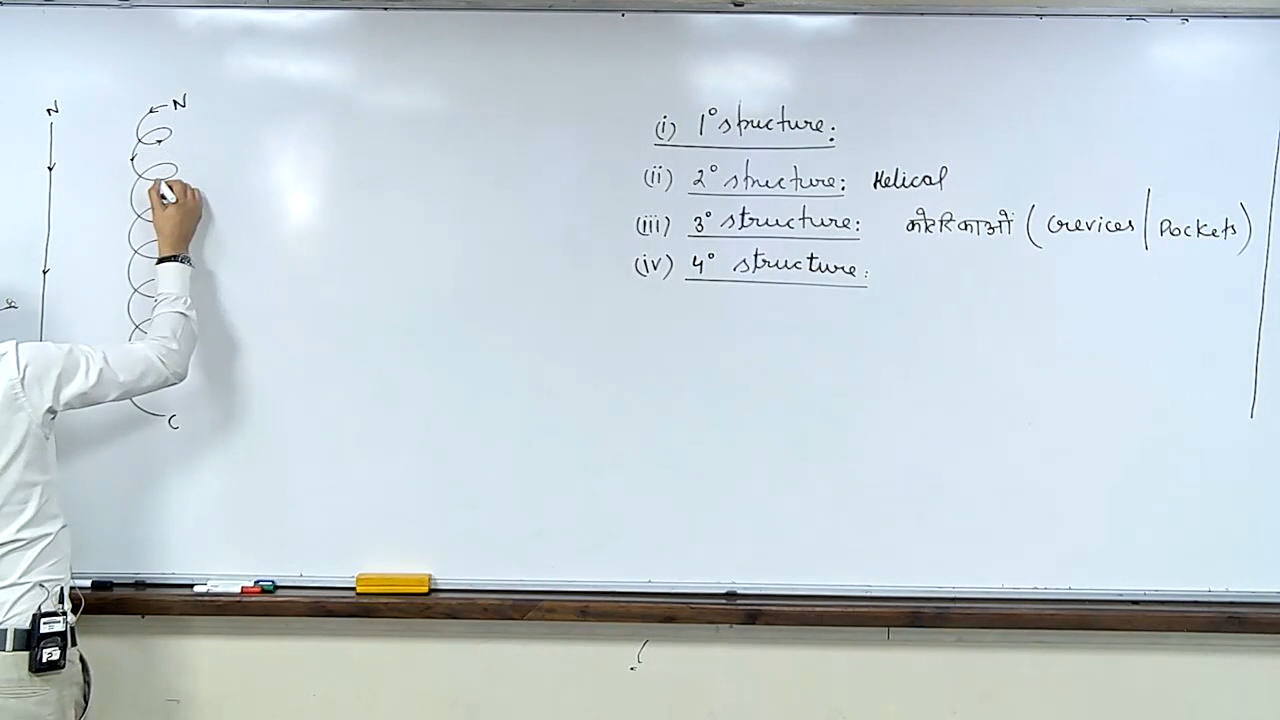 N
N
(i) 1° structure:
(ii) 2° structure: Helical
(iii) 3° structure: कोटरिकाओं (Crevices / Pockets)
(iv) 4° structure:
C